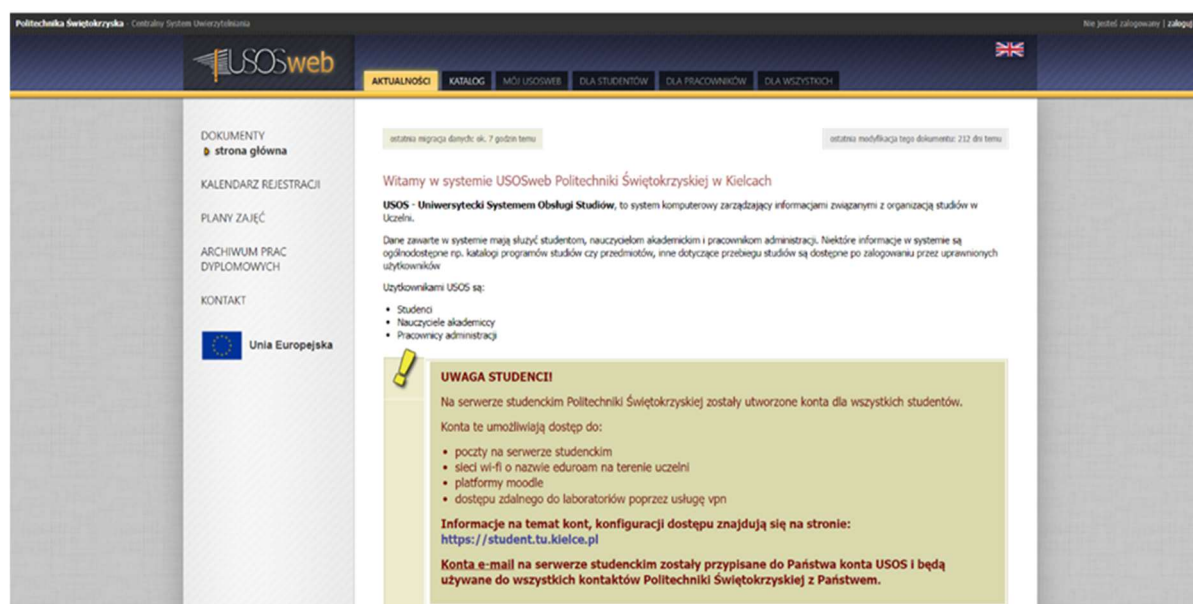 Politechnika Świętokrzyska - Centralny System Uwierzytelniania
Nie jesteś zalogowany | zaloguj
USOSweb
AKTUALNOŚCI KATALOG MÓJ USOSWEB DLA STUDENTÓW DLA PRACOWNIKÓW DLA WSZYSTKICH
DOKUMENTY
strona główna
KALENDARZ REJESTRACJI
PLANY ZAJĘĆ
ARCHIWUM PRAC
DYPLOMOWYCH
KONTAKT
Unia Europejska
ostatnia migracja danych: ok. 7 godzin temu
ostatnia modyfikacja tego dokumentu: 212 dni temu
Witamy w systemie USOSweb Politechniki Świętokrzyskiej w Kielcach
USOS - Uniwersytecki Systemem Obsługi Studiów, to system komputerowy zarządzający informacjami związanymi z organizacją studiów w
Uczelni.
Dane zawarte w systemie mają służyć studentom, nauczycielom akademickim i pracownikom administracji. Niektóre informacje w systemie są
ogólnodostępne np. katalogi programów studiów czy przedmiotów, inne dotyczące przebiegu studiów są dostępne po zalogowaniu przez uprawnionych
użytkowników
Użytkownikami USOS są:
• Studenci
• Nauczyciele akademiccy
• Pracownicy administracji
UWAGA STUDENCI!
Na serwerze studenckim Politechniki Świętokrzyskiej zostały utworzone konta dla wszystkich studentów.
Konta te umożliwiają dostęp do:
• poczty na serwerze studenckim
• sieci wi-fi o nazwie eduroam na terenie uczelni
• platformy moodle
• dostępu zdalnego do laboratoriów poprzez usługę vpn
Informacje na temat kont, konfiguracji dostępu znajdują się na stronie:
https://student.tu.kielce.pl
Konta e-mail na serwerze studenckim zostały przypisane do Państwa konta USOS i będą
używane do wszystkich kontaktów Politechniki Świętokrzyskiej z Państwem.